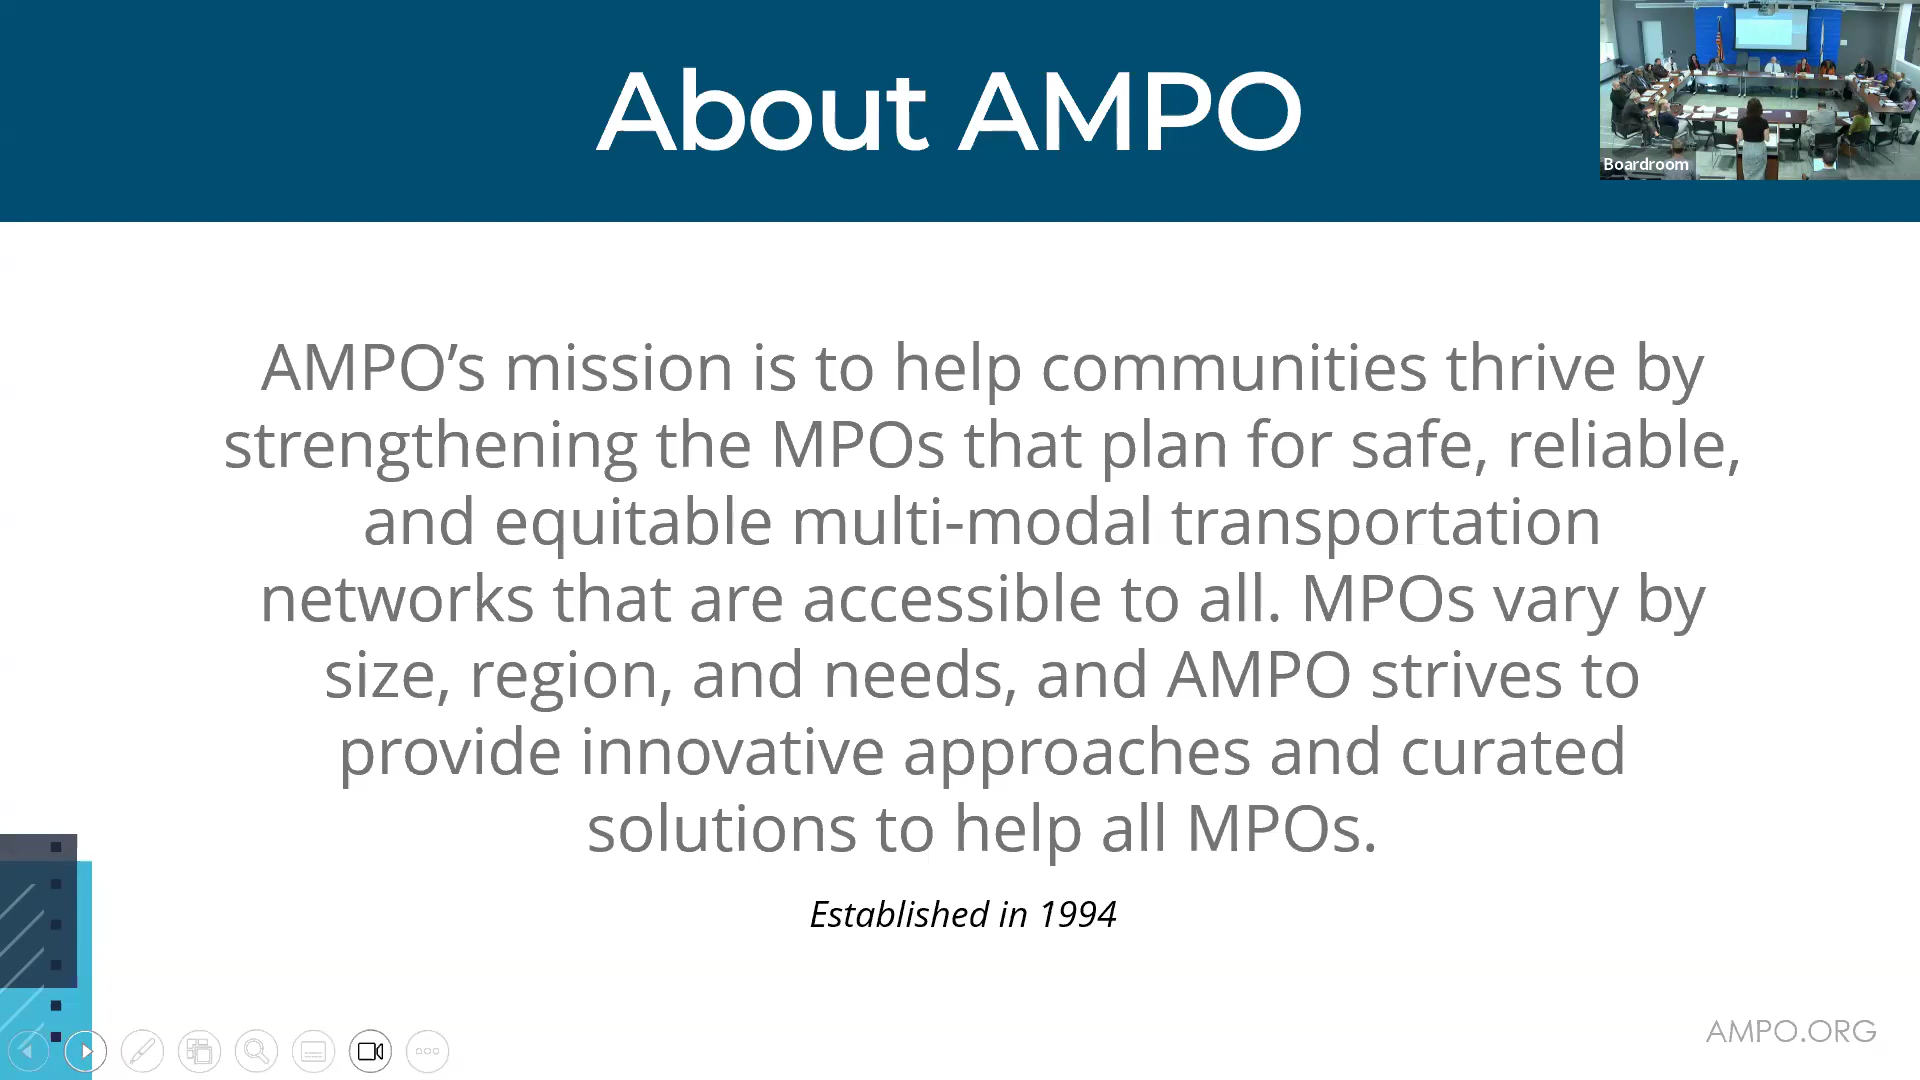 About AMPO
Boardroom
AMPO’s mission is to help communities thrive by
strengthening the MPOs that plan for safe, reliable,
and equitable multi-modal transportation
networks that are accessible to all. MPOs vary by
size, region, and needs, and AMPO strives to
provide innovative approaches and curated
solutions to help all MPOs.
Established in 1994
AMPO.ORG